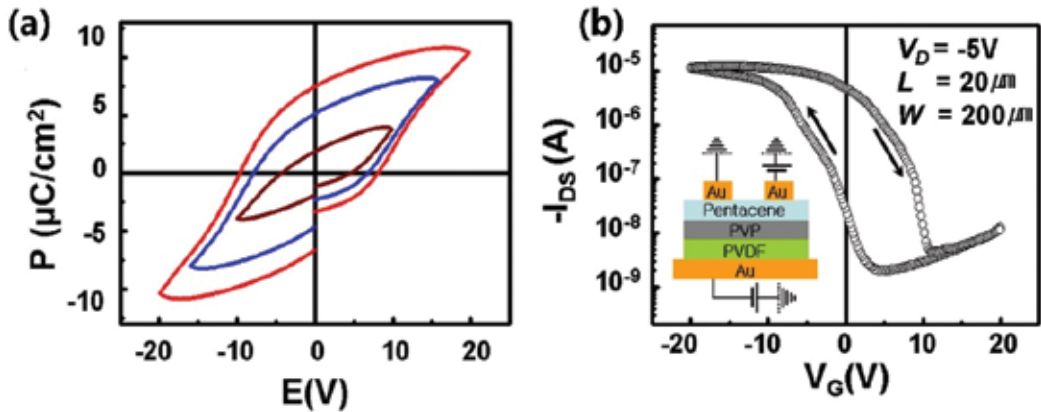 (a)
P (µC/cm²)
10
5
0
-5
-10
-20
-10
0
10
20
E(V)
(b)
-I_DS (A)
10⁻⁵
10⁻⁶
10⁻⁷
10⁻⁸
10⁻⁹
V_D = -5V
L = 20㎛
W = 200㎛
Au Au
Pentacene
PVP
PVDF
Au
-20
-10
0
10
20
V_G(V)